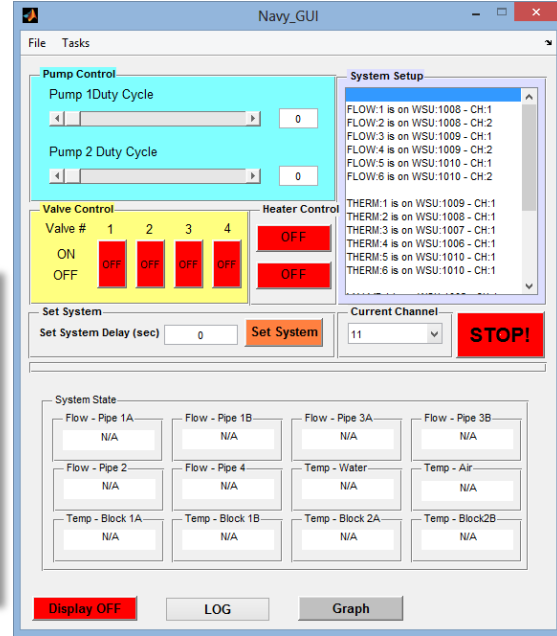 Navy_GUI
File Tasks
Pump Control
Pump 1Duty Cycle
0
Pump 2 Duty Cycle
0
System Setup
FLOW:1 is on WSU:1008 - CH:1
FLOW:2 is on WSU:1008 - CH:2
FLOW:3 is on WSU:1009 - CH:1
FLOW:4 is on WSU:1009 - CH:2
FLOW:5 is on WSU:1010 - CH:1
FLOW:6 is on WSU:1010 - CH:2
THERM:1 is on WSU:1009 - CH:1
THERM:2 is on WSU:1008 - CH:1
THERM:3 is on WSU:1007 - CH:1
THERM:4 is on WSU:1006 - CH:1
THERM:5 is on WSU:1010 - CH:1
THERM:6 is on WSU:1010 - CH:1
Valve Control
Valve # 1 2 3 4
ON
OFF
OFF OFF OFF OFF
Heater Control
OFF
OFF
Set System
Set System Delay (sec) 0 Set System
Current Channel
11
STOP!
System State
Flow - Pipe 1A Flow - Pipe 1B Flow - Pipe 3A Flow - Pipe 3B
N/A N/A N/A N/A
Flow - Pipe 2 Flow - Pipe 4 Temp - Water Temp - Air
N/A N/A N/A N/A
Temp - Block 1A Temp - Block 1B Temp - Block 2A Temp - Block2B
N/A N/A N/A N/A
Display OFF LOG Graph